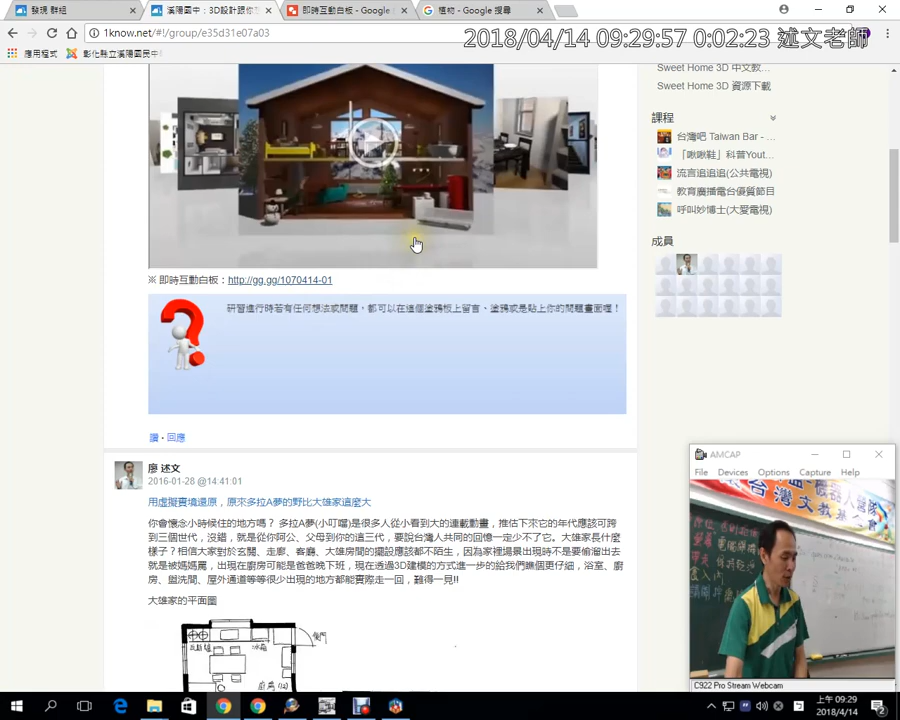 發現 群組
漢陽國中：3D設計跟你
即時互動白板 - Google
植物 - Google 搜尋
1know.net/#!/group/e35d31e07a03
2018/04/14 09:29:57 0:02:23 述文老師
應用程式
彰化縣立漢陽國民中
Sweet Home 3D 中文教...
Sweet Home 3D 資源下載
課程
台灣吧 Taiwan Bar - ...
「啾啾鞋」科普Yout...
流言追追追(公共電視)
教育廣播電台優質節目
呼叫妙博士(大愛電視)
成員
※ 即時互動白板：http://gg.gg/1070414-01
研習進行時若有任何想法或問題，都可以在這個塗鴉板上留言、塗鴉或是貼上你的問題畫面喔！
讚・回應
廖 述文
2016-01-28 @14:41:01
用虛擬實境還原，原來多拉A夢的野比大雄家這麼大
你會懷念小時候住的地方嗎？ 多拉A夢(小叮噹)是很多人從小看到大的連載動畫，推估下來它的年代應該可誇
到三個世代，沒錯，就是從你阿公、父母到你的這三代，要說台灣人共同的回憶一定少不了它。大雄家長什麼
樣子？相信大家對於玄關、走廊、客廳、大雄房間的擺設應該都不陌生，因為家裡場景出現時不是要偷溜出去
就是被媽媽罵，出現在廚房可能是爸爸晚下班，現在透過3D建模的方式進一步的給我們瞧個更仔細，浴室、廚
房、盥洗間、屋外通道等等很少出現的地方都能實際走一回，難得一見!!
大雄家的平面圖
後門
冰箱
AMCAP
File Devices Options Capture Help
C922 Pro Stream Webcam
上午 09:29
2018/4/14
2